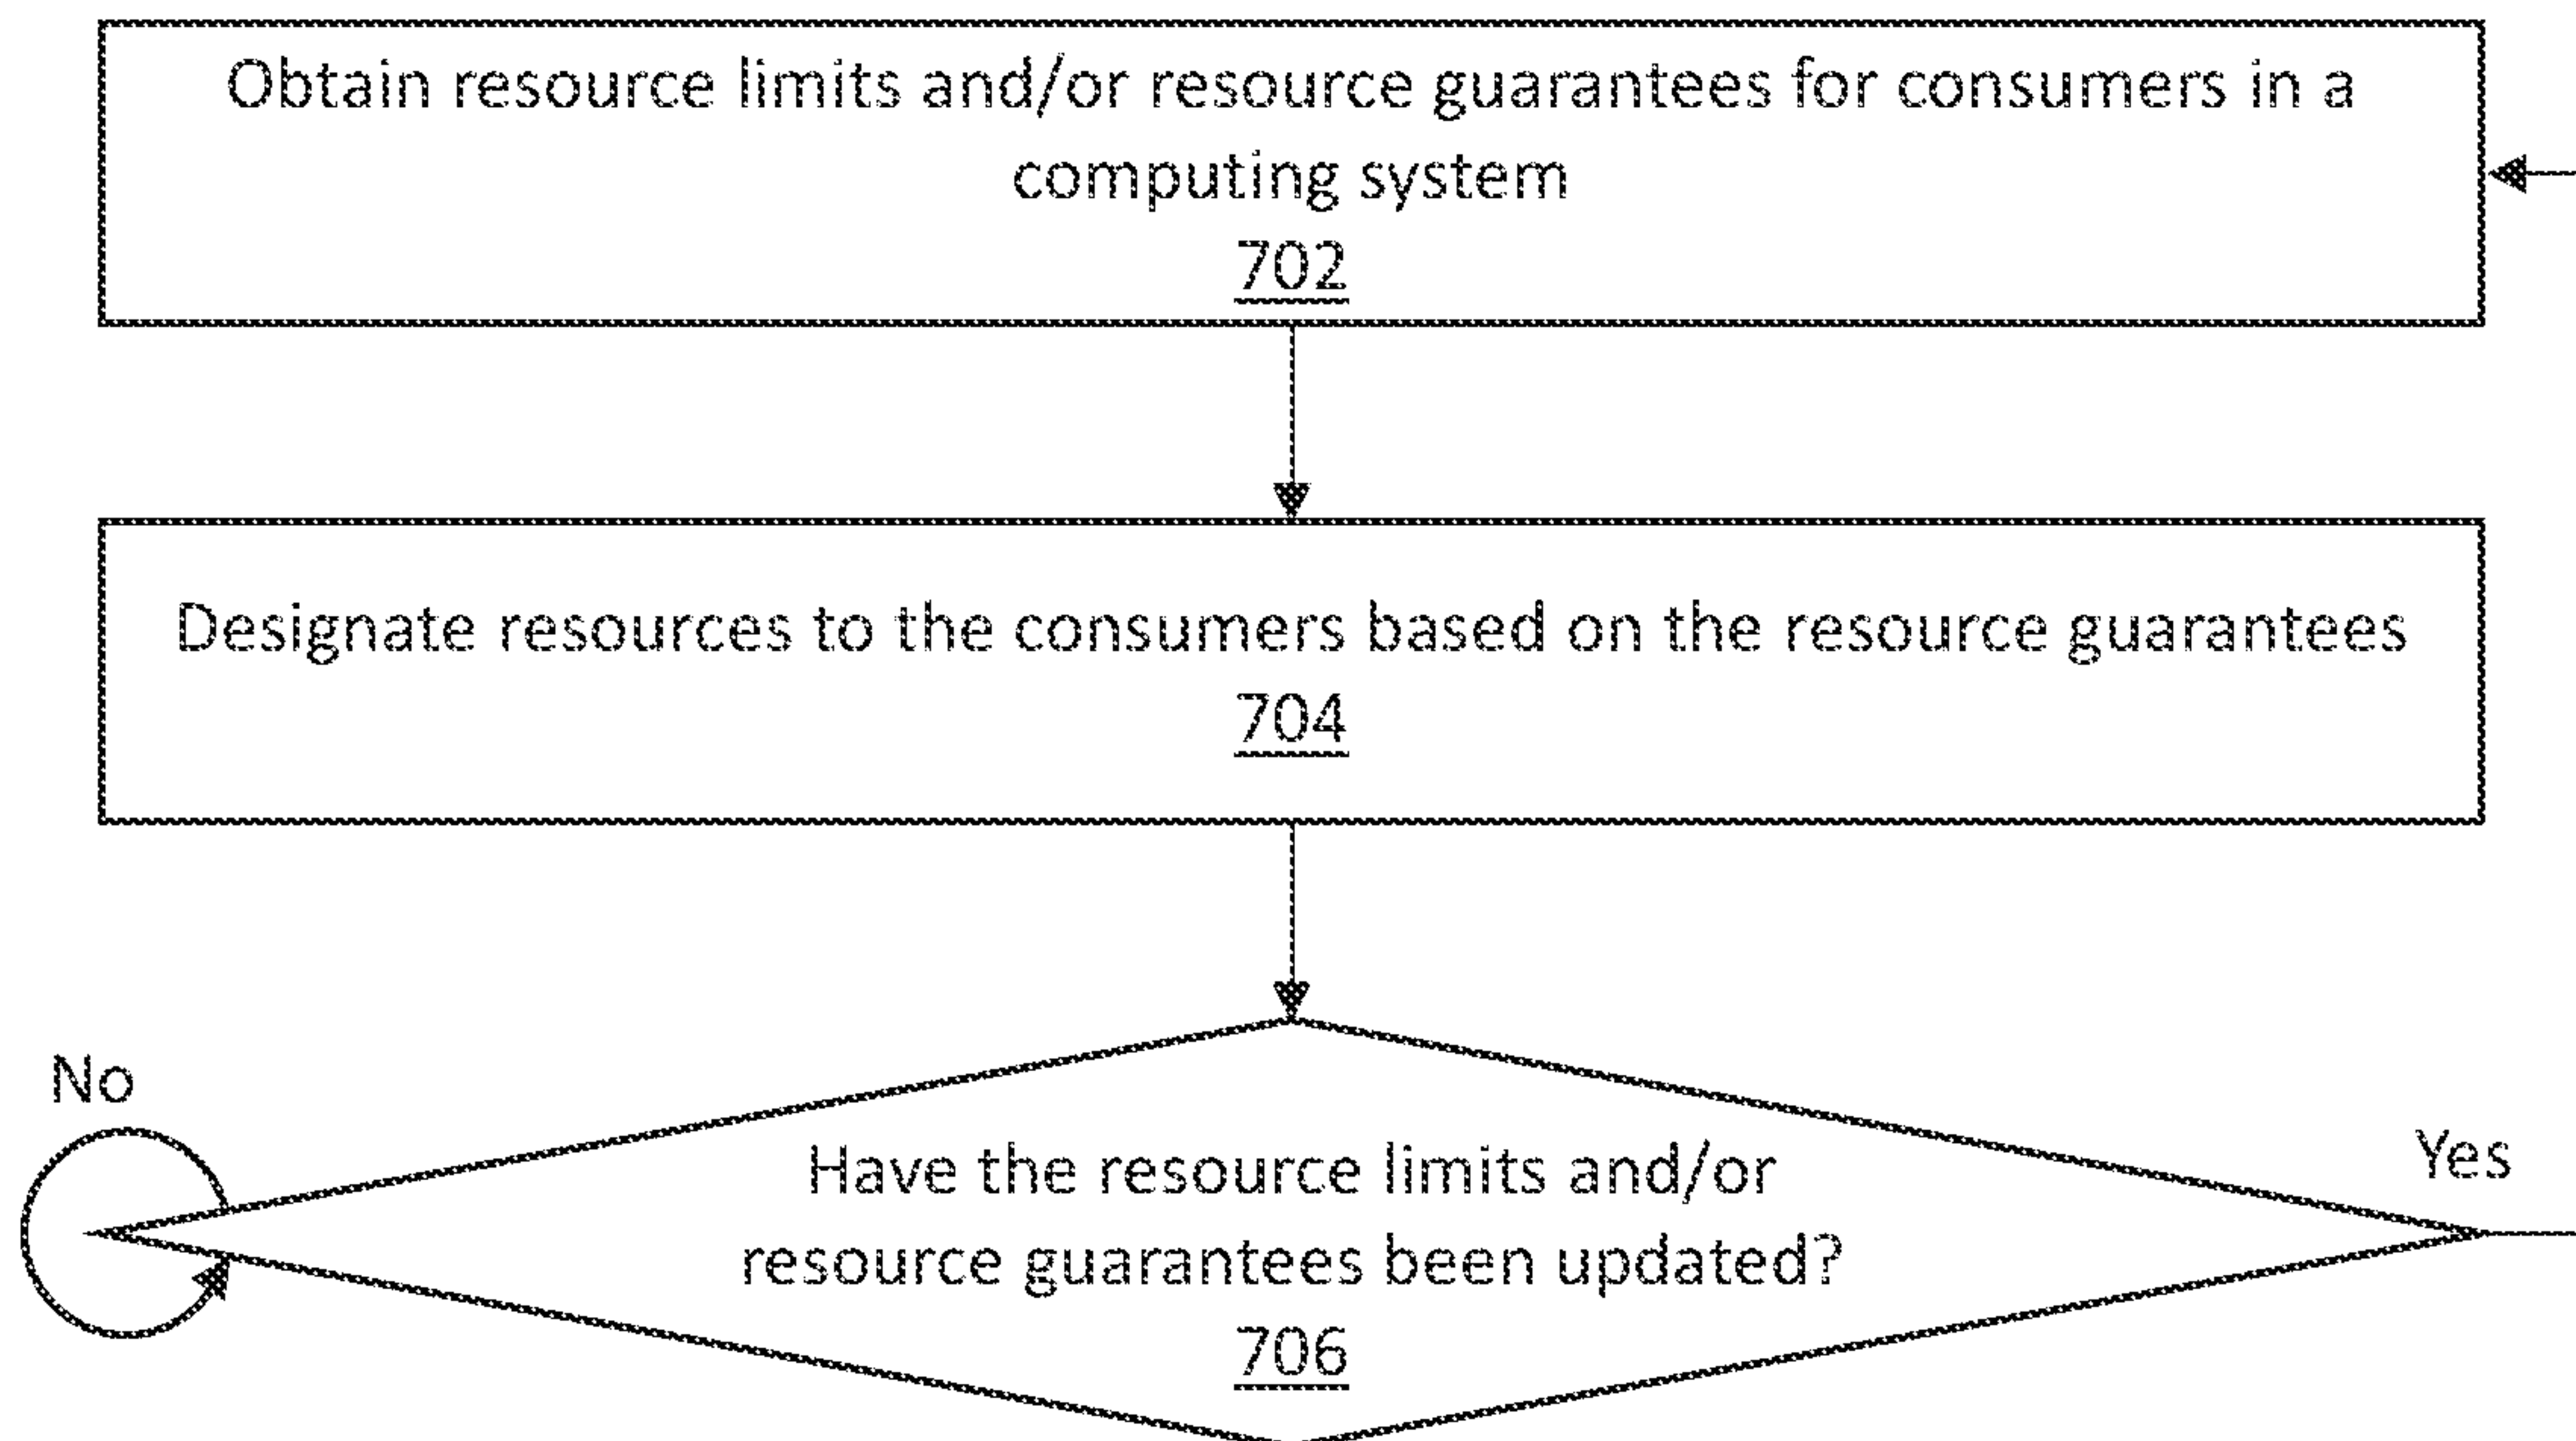 Obtain resource limits and/or resource guarantees for consumers in a
computing system
702
Designate resources to the consumers based on the resource guarantees
704
No
Yes
Have the resource limits and/or
resource guarantees been updated?
706